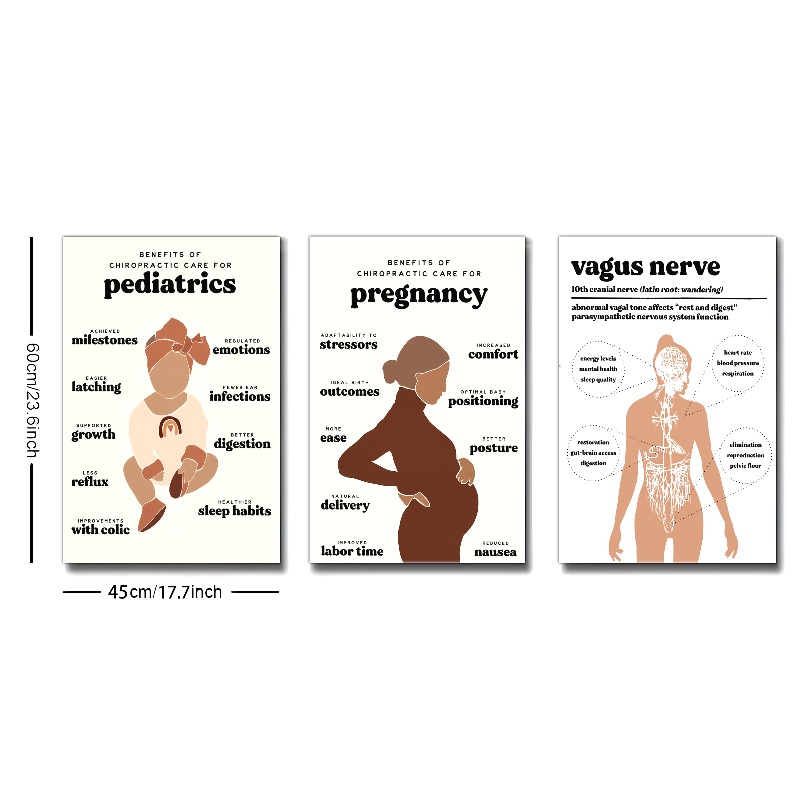 60cm/23.6inch
45cm/17.7inch
BENEFITS OF
CHIROPRACTIC CARE FOR
pediatrics
ACHIEVED
milestones
REGULATED
emotions
EASIER
latching
FEWER EAR
infections
SUPPORTED
growth
BETTER
digestion
LESS
reflux
HEALTHIER
sleep habits
IMPROVEMENTS
with colic
BENEFITS OF
CHIROPRACTIC CARE FOR
pregnancy
ADAPTABILITY TO
stressors
INCREASED
comfort
IDEAL BIRTH
outcomes
OPTIMAL BABY
positioning
MORE
ease
BETTER
posture
NATURAL
delivery
IMPROVED
labor time
REDUCED
nausea
vagus nerve
10th cranial nerve (latin root: wandering)
abnormal vagal tone affects "rest and digest"
parasympathetic nervous system function
energy levels
mental health
sleep quality
heart rate
blood pressure
respiration
restoration
gut-brain access
digestion
elimination
reproduction
pelvic flour